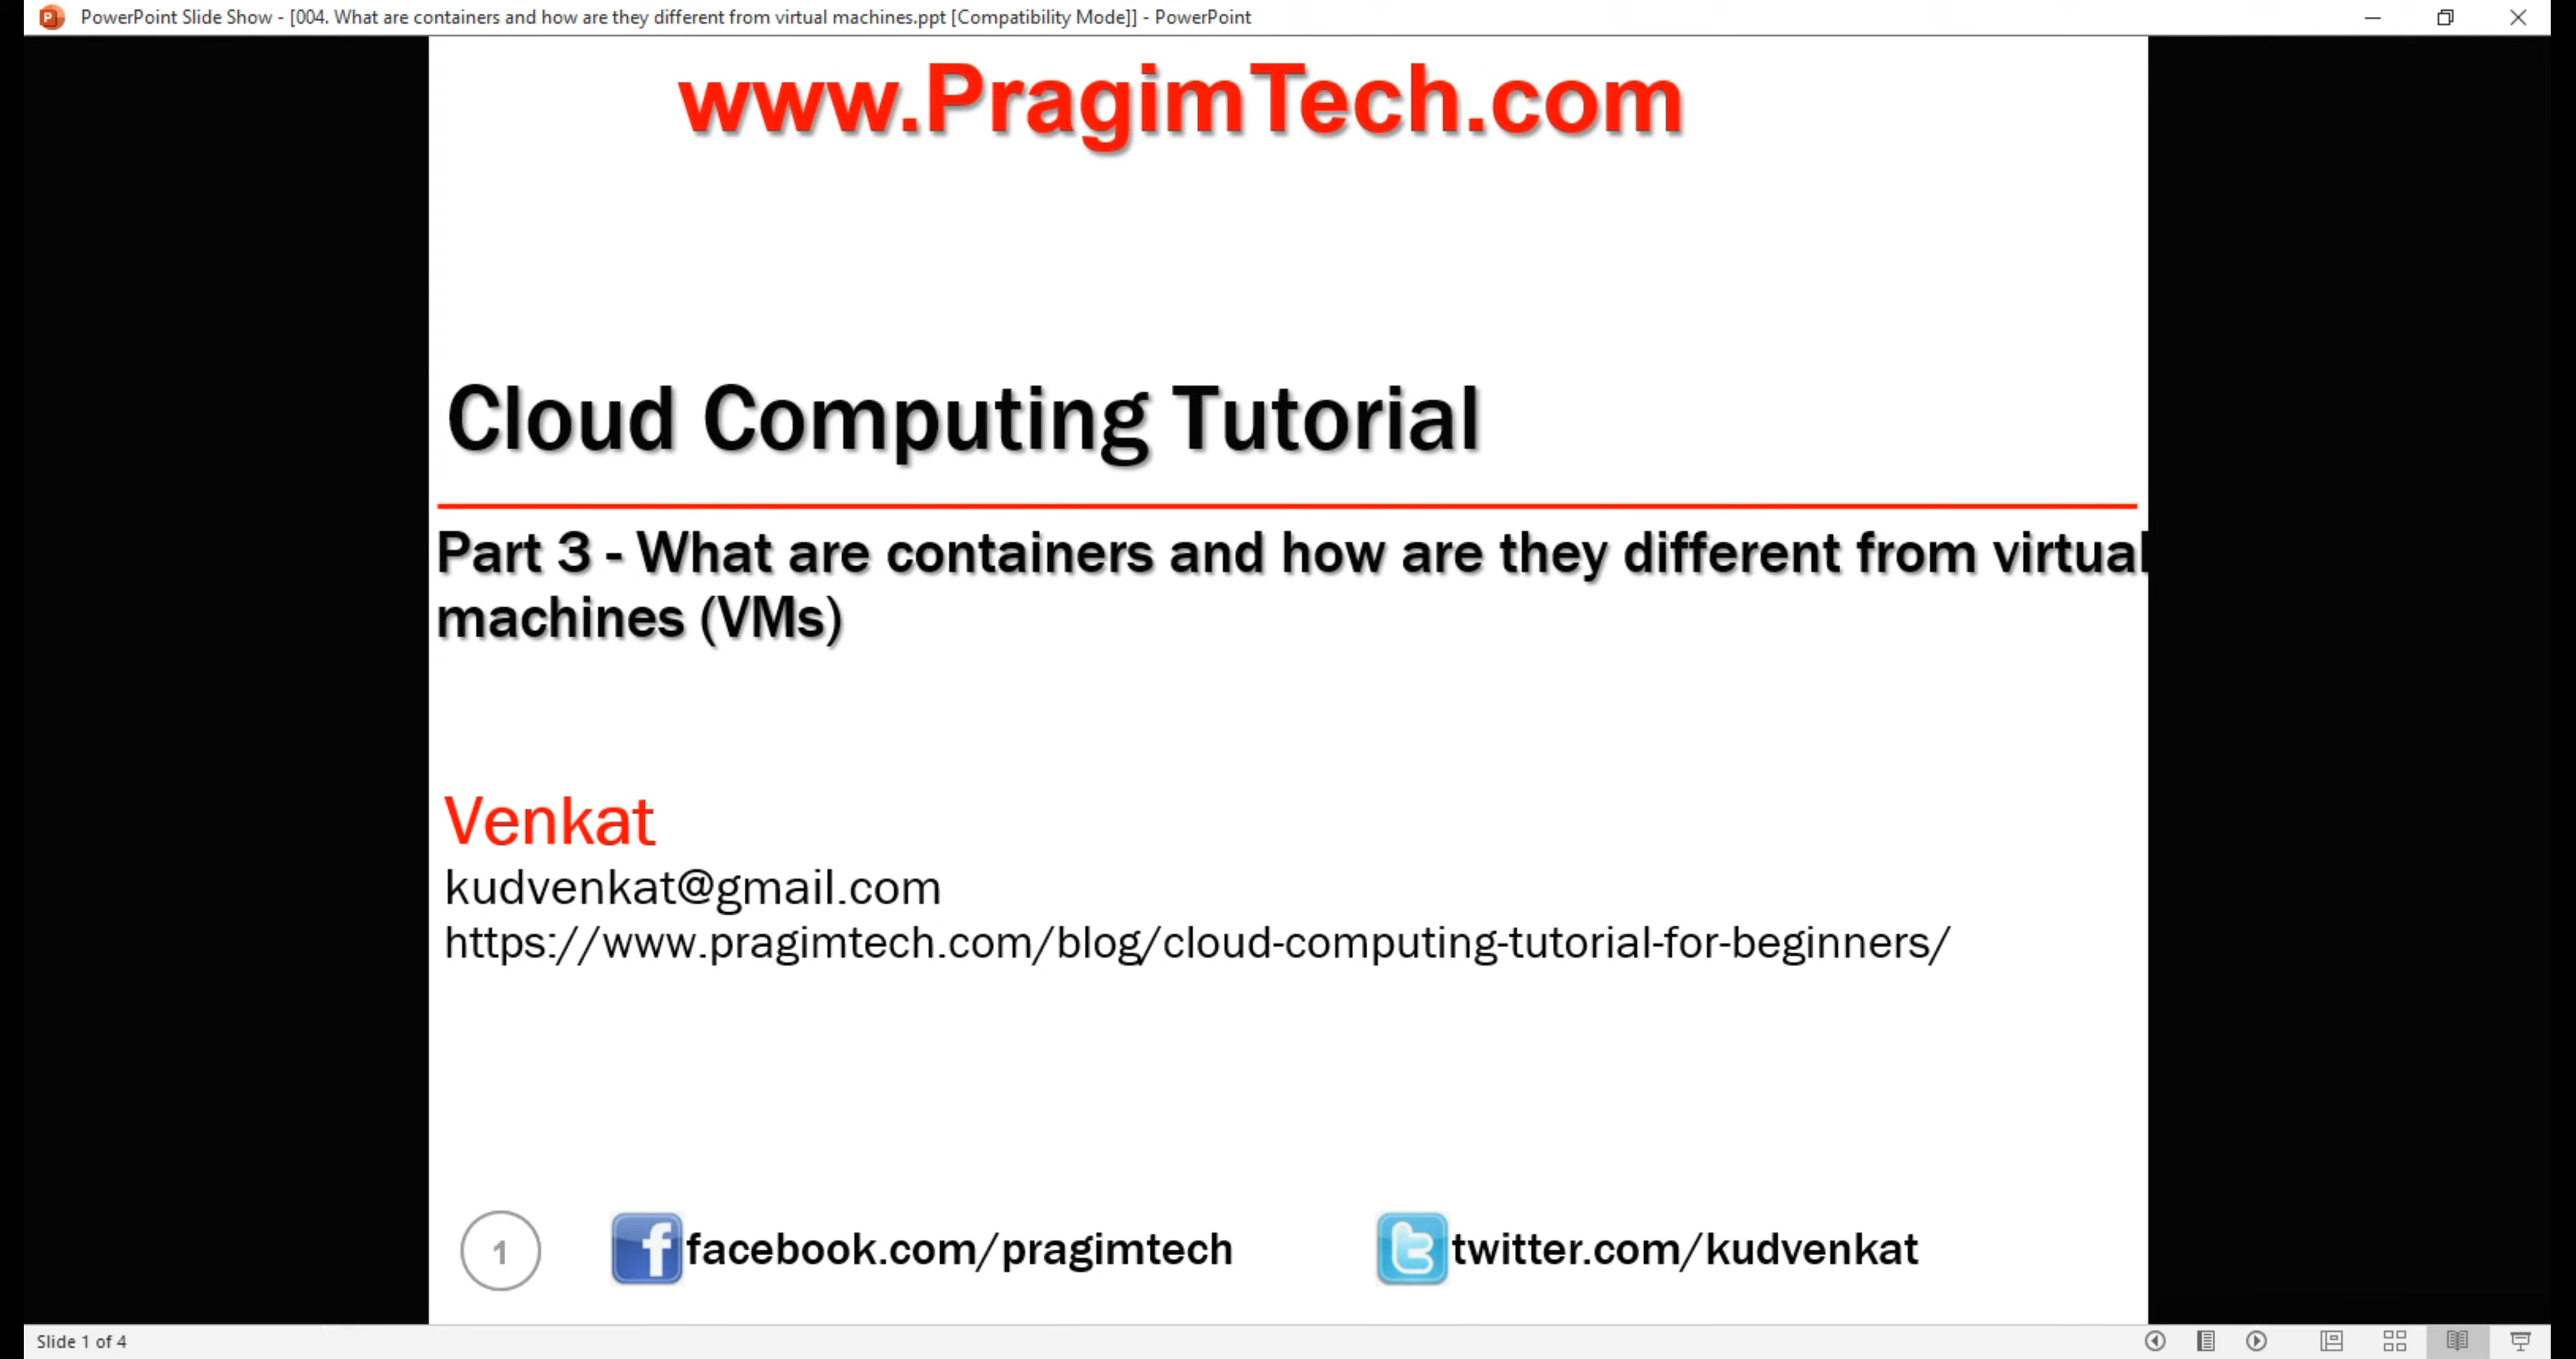 PowerPoint Slide Show - [004. What are containers and how are they different from virtual machines.ppt [Compatibility Mode]] - PowerPoint
www.PragimTech.com
Cloud Computing Tutorial
Part 3 - What are containers and how are they different from virtual
machines (VMs)
Venkat
kudvenkat@gmail.com
https://www.pragimtech.com/blog/cloud-computing-tutorial-for-beginners/
1 facebook.com/pragimtech twitter.com/kudvenkat
Slide 1 of 4